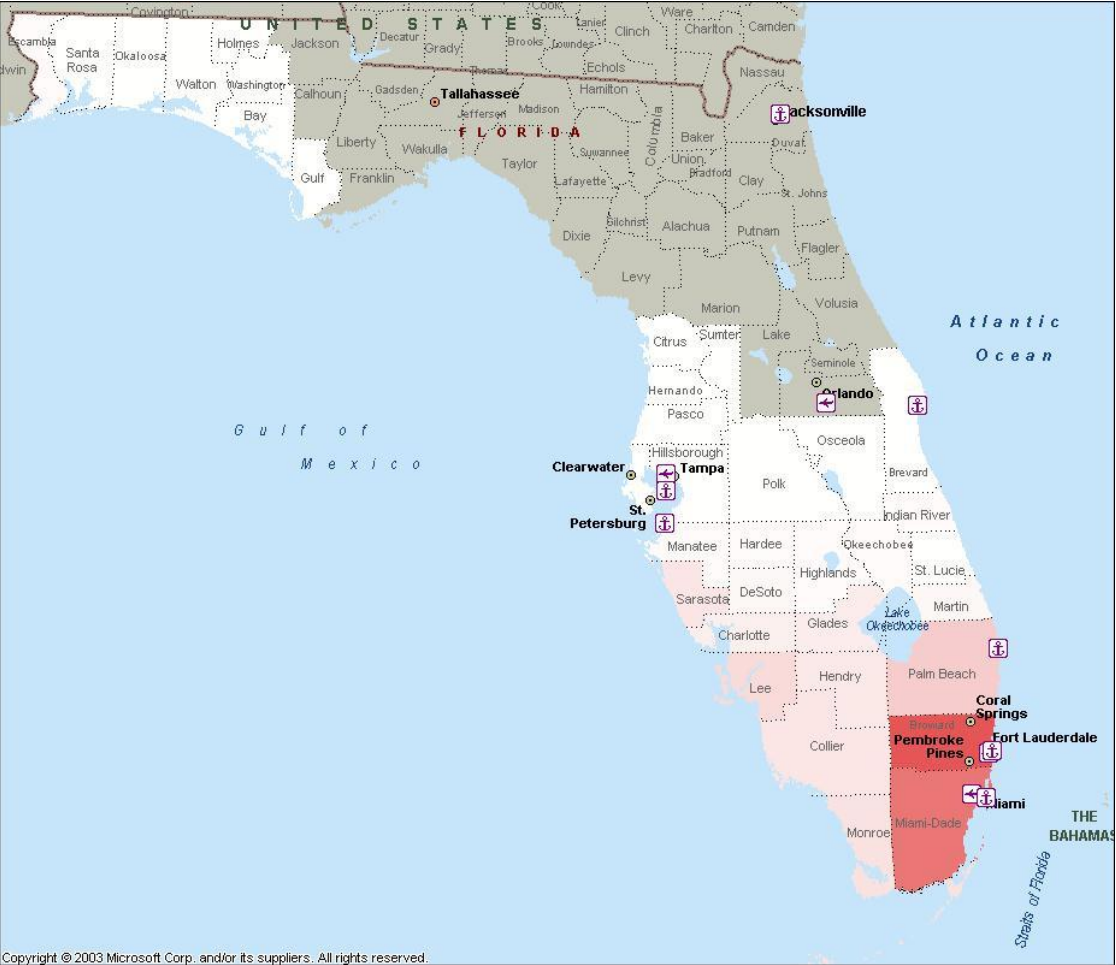 Covington
UNITED STATES
Cook
Lanier
Ware
Clinch
Charlton
Camden
Escambia
Santa
Rosa
Okaloosa
Holmes
Jackson
Decatur
Grady
Brooks
Lowndes
Echols
Thomas
dwin
Walton
Washington
Calhoun
Gadsden
Tallahassee
Madison
Hamilton
Nassau
Bay
Jefferson
FLORIDA
acksonville
Liberty
Wakulla
Taylor
Suwannee
Columbia
Baker
Duval
Union
Bradford
Gulf
Franklin
Lafayette
Clay
St. Johns
Dixie
Gilchrist
Alachua
Putnam
Flagler
Levy
Marion
Volusia
Atlantic
Ocean
Citrus
Sumter
Lake
Seminole
Hernando
Orlando
Pasco
Gulf of
Mexico
Hillsborough
Osceola
Clearwater
Tampa
Polk
Brevard
St.
Petersburg
Indian River
Manatee
Hardee
Okeechobee
Highlands
St. Lucie
Sarasota
DeSoto
Martin
Charlotte
Glades
Lake
Okeechobee
Lee
Hendry
Palm Beach
Coral
Springs
Broward
Pembroke
Pines
Fort Lauderdale
Collier
Miami
Monroe
Miami-Dade
THE
BAHAMAS
Straits of Florida
Copyright © 2003 Microsoft Corp. and/or its suppliers. All rights reserved.